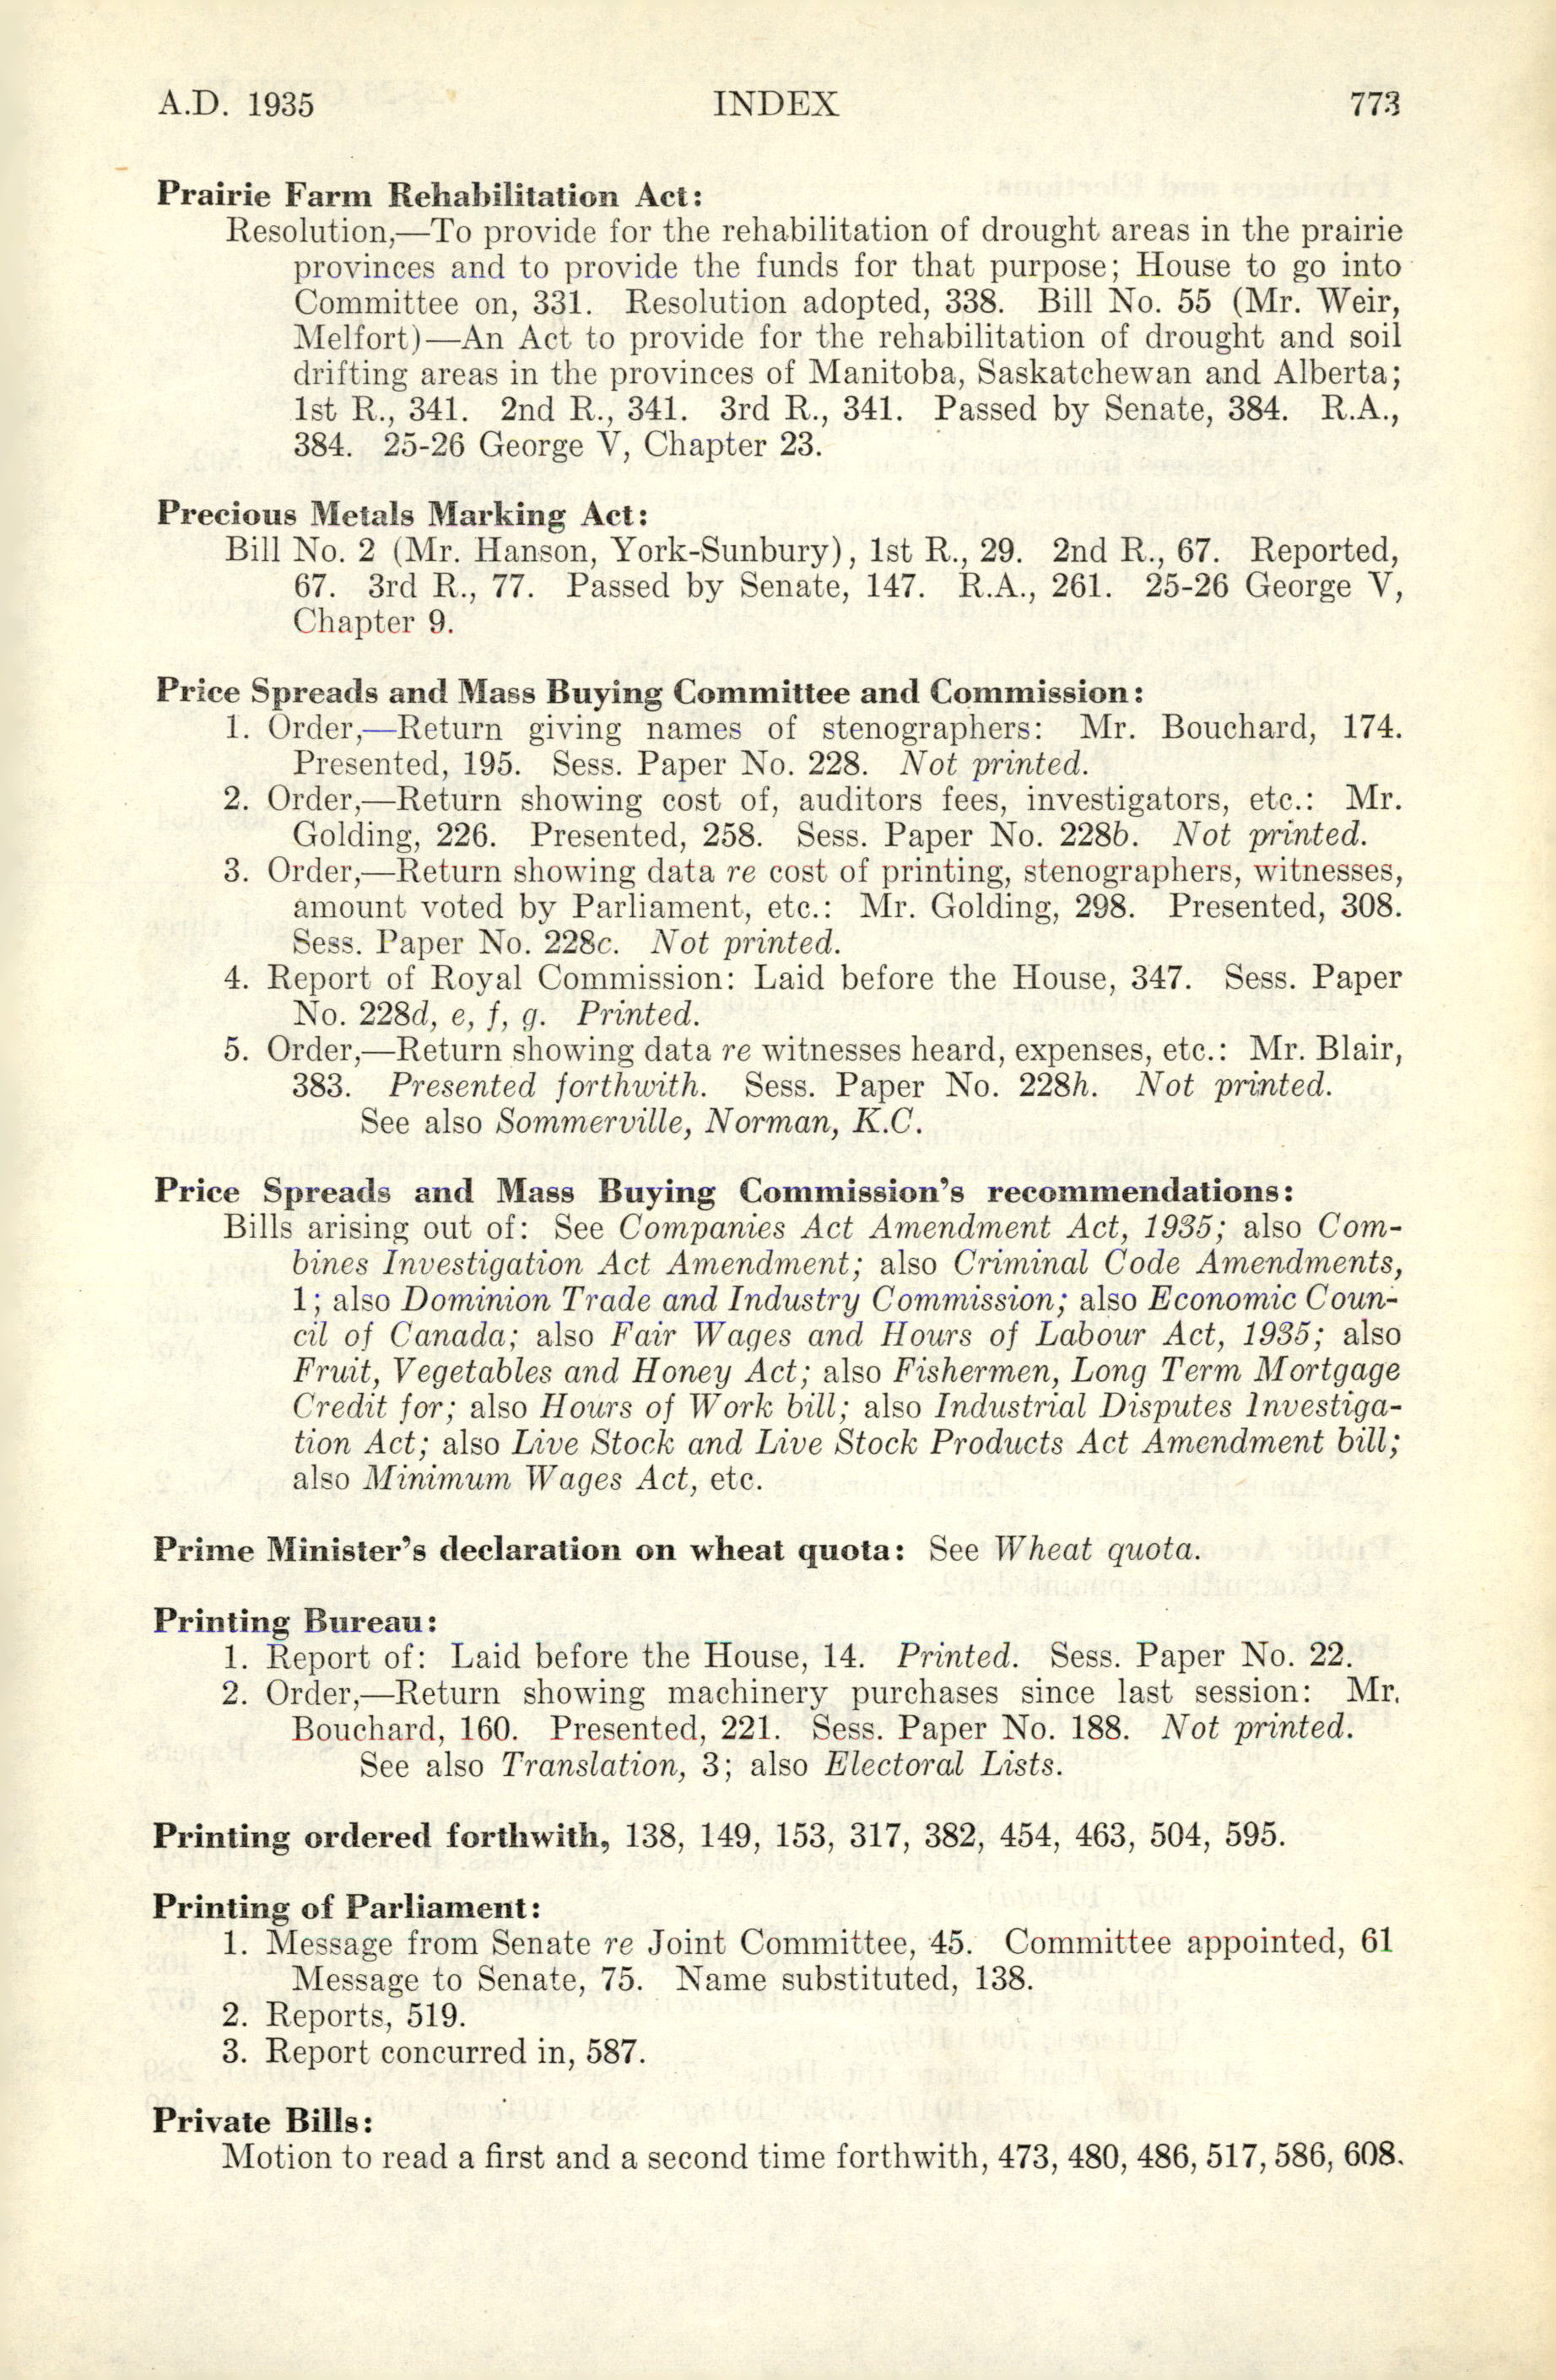 A.D. 1935 INDEX 773
Prairie Farm Rehabilitation Act:
Resolution,—To provide for the rehabilitation of drought areas in the prairie
provinces and to provide the funds for that purpose; House to go into
Committee on, 331. Resolution adopted, 338. Bill No. 55 (Mr. Weir,
Melfort)—An Act to provide for the rehabilitation of drought and soil
drifting areas in the provinces of Manitoba, Saskatchewan and Alberta;
1st R., 341. 2nd R., 341. 3rd R., 341. Passed by Senate, 384. R.A.,
384. 25-26 George V, Chapter 23.
Precious Metals Marking Act:
Bill No. 2 (Mr. Hanson, York-Sunbury), 1st R., 29. 2nd R., 67. Reported,
67. 3rd R., 77. Passed by Senate, 147. R.A., 261. 25-26 George V,
Chapter 9.
Price Spreads and Mass Buying Committee and Commission:
1. Order,—Return giving names of stenographers: Mr. Bouchard, 174.
Presented, 195. Sess. Paper No. 228. Not printed.
2. Order,—Return showing cost of, auditors fees, investigators, etc.: Mr.
Golding, 226. Presented, 258. Sess. Paper No. 228b. Not printed.
3. Order,—Return showing data re cost of printing, stenographers, witnesses,
amount voted by Parliament, etc.: Mr. Golding, 298. Presented, 308.
Sess. Paper No. 228c. Not printed.
4. Report of Royal Commission: Laid before the House, 347. Sess. Paper
No. 228d, e, f, g. Printed.
5. Order,—Return showing data re witnesses heard, expenses, etc.: Mr. Blair,
383. Presented forthwith. Sess. Paper No. 228h. Not printed.
See also Sommerville, Norman, K.C.
Price Spreads and Mass Buying Commission's recommendations:
Bills arising out of: See Companies Act Amendment Act, 1935; also Com-
bines Investigation Act Amendment; also Criminal Code Amendments,
1; also Dominion Trade and Industry Commission; also Economic Coun-
cil of Canada; also Fair Wages and Hours of Labour Act, 1935; also
Fruit, Vegetables and Honey Act; also Fishermen, Long Term Mortgage
Credit for; also Hours of Work bill; also Industrial Disputes Investiga-
tion Act; also Live Stock and Live Stock Products Act Amendment bill;
also Minimum Wages Act, etc.
Prime Minister's declaration on wheat quota: See Wheat quota.
Printing Bureau:
1. Report of: Laid before the House, 14. Printed. Sess. Paper No. 22.
2. Order,—Return showing machinery purchases since last session: Mr.
Bouchard, 160. Presented, 221. Sess. Paper No. 188. Not printed.
See also Translation, 3; also Electoral Lists.
Printing ordered forthwith, 138, 149, 153, 317, 382, 454, 463, 504, 595.
Printing of Parliament:
1. Message from Senate re Joint Committee, 45. Committee appointed, 61
Message to Senate, 75. Name substituted, 138.
2. Reports, 519.
3. Report concurred in, 587.
Private Bills:
Motion to read a first and a second time forthwith, 473, 480, 486, 517, 586, 608.